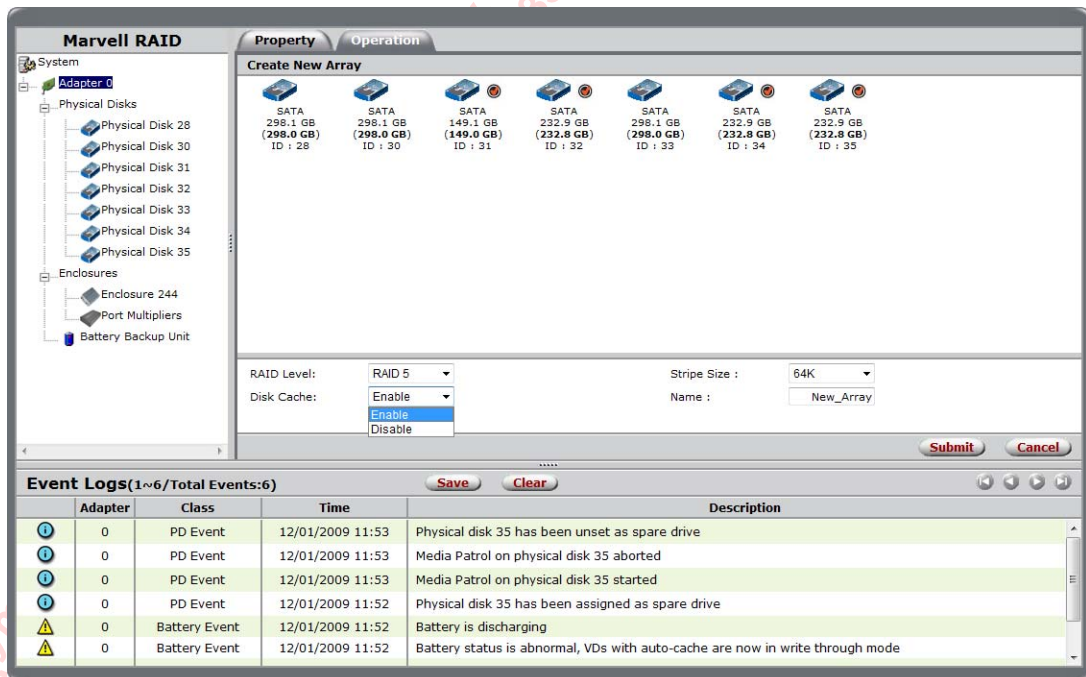 Marvell RAID
System
Adapter 0
Physical Disks
Physical Disk 28
Physical Disk 30
Physical Disk 31
Physical Disk 32
Physical Disk 33
Physical Disk 34
Physical Disk 35
Enclosures
Enclosure 244
Port Multipliers
Battery Backup Unit
Property Operation
Create New Array
SATA SATA SATA SATA SATA SATA SATA
298.1 GB 298.1 GB 149.1 GB 232.9 GB 298.1 GB 232.9 GB 232.9 GB
(298.0 GB) (298.0 GB) (149.0 GB) (232.8 GB) (298.0 GB) (232.8 GB) (232.8 GB)
ID : 28 ID : 30 ID : 31 ID : 32 ID : 33 ID : 34 ID : 35
RAID Level: RAID 5 Stripe Size : 64K
Disk Cache: Enable Name : New_Array
Enable
Disable
Submit Cancel
Event Logs(1~6/Total Events:6) Save Clear
Adapter Class Time Description
0 PD Event 12/01/2009 11:53 Physical disk 35 has been unset as spare drive
0 PD Event 12/01/2009 11:53 Media Patrol on physical disk 35 aborted
0 PD Event 12/01/2009 11:53 Media Patrol on physical disk 35 started
0 PD Event 12/01/2009 11:52 Physical disk 35 has been assigned as spare drive
0 Battery Event 12/01/2009 11:52 Battery is discharging
0 Battery Event 12/01/2009 11:52 Battery status is abnormal, VDs with auto-cache are now in write through mode